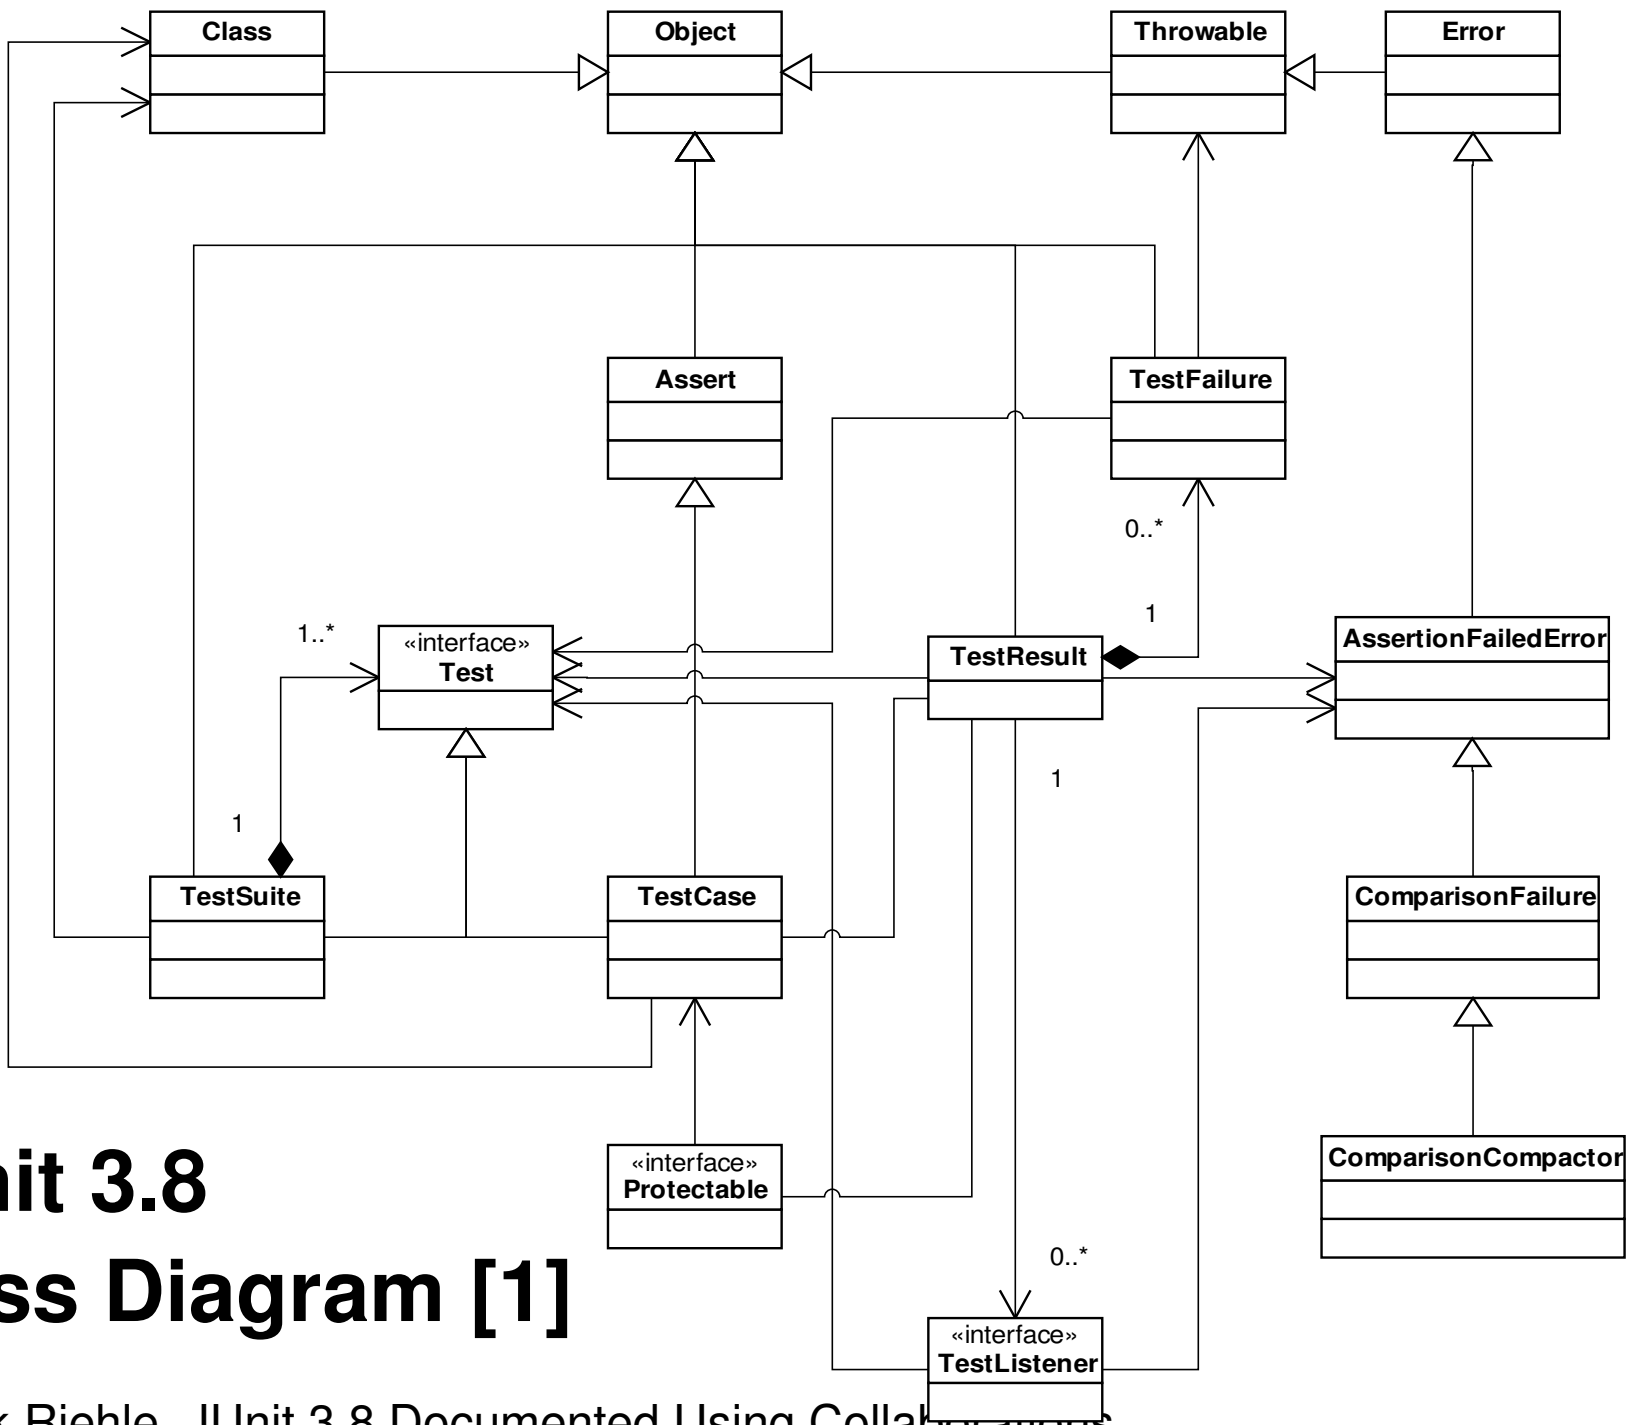 Class
Object
Throwable
Error
Assert
TestFailure
0..*
1
1..*
«interface»
Test
TestResult
AssertionFailedError
1
1
TestSuite
TestCase
ComparisonFailure
«interface»
Protectable
ComparisonCompactor
nit 3.8
0..*
ss Diagram [1]
«interface»
TestListener
Riehle. JUnit 3.8 Documented Using Collaborations